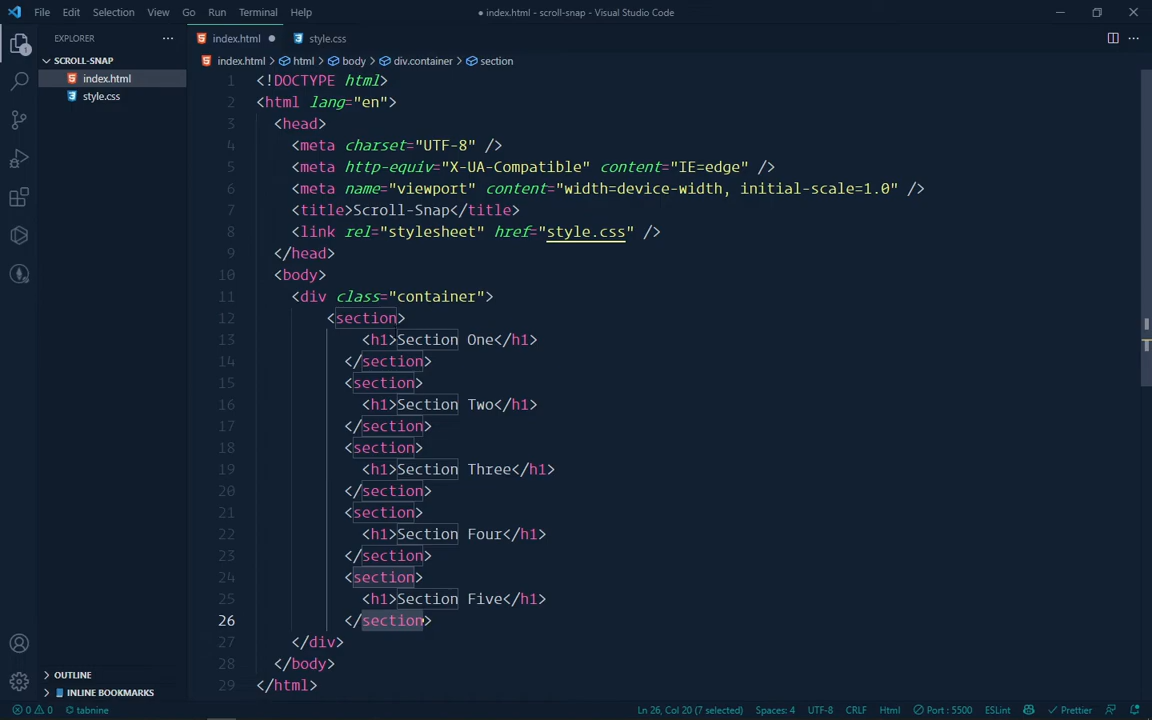 File Edit Selection View Go Run Terminal Help
● index.html - scroll-snap - Visual Studio Code
EXPLORER
SCROLL-SNAP
index.html
style.css
OUTLINE
INLINE BOOKMARKS
1
index.html ● style.css
index.html > html > body > div.container > section
1 <!DOCTYPE html>
2 <html lang="en">
3 <head>
4 <meta charset="UTF-8" />
5 <meta http-equiv="X-UA-Compatible" content="IE=edge" />
6 <meta name="viewport" content="width=device-width, initial-scale=1.0" />
7 <title>Scroll-Snap</title>
8 <link rel="stylesheet" href="style.css" />
9 </head>
10 <body>
11 <div class="container">
12 <section>
13 <h1>Section One</h1>
14 </section>
15 <section>
16 <h1>Section Two</h1>
17 </section>
18 <section>
19 <h1>Section Three</h1>
20 </section>
21 <section>
22 <h1>Section Four</h1>
23 </section>
24 <section>
25 <h1>Section Five</h1>
26 </section>
27 </div>
28 </body>
29 </html>
0 0 tabnine Ln 26, Col 20 (7 selected) Spaces: 4 UTF-8 CRLF Html Port : 5500 ESLint Prettier